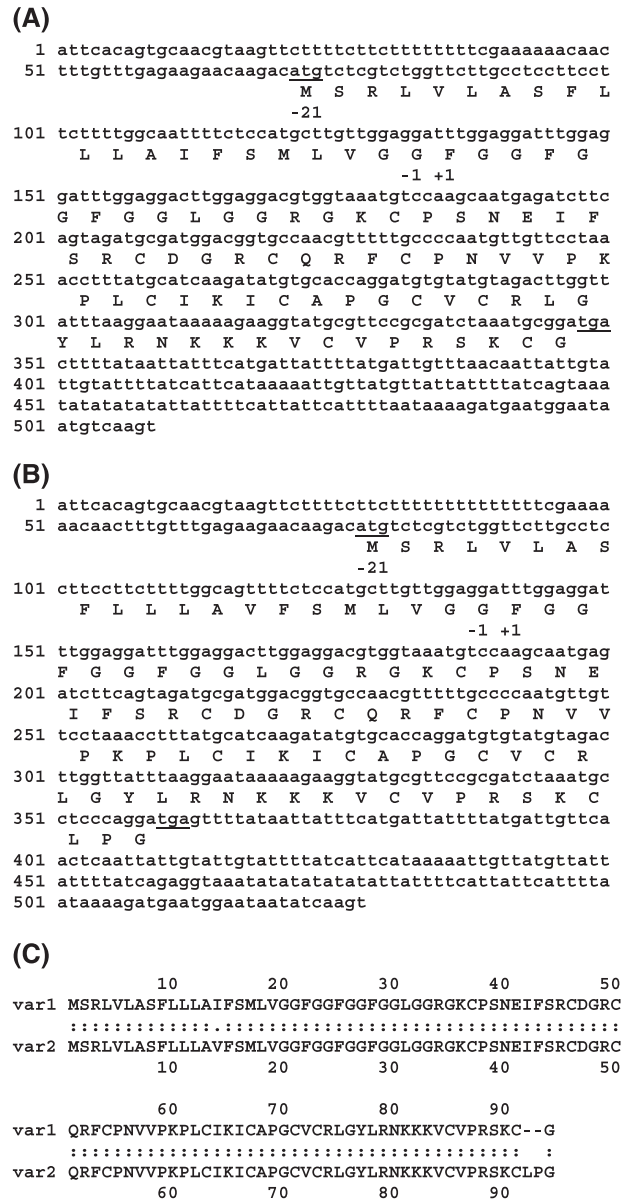 (A)
1 attcacagtgcaacgtaagttcttttcttcttttttttttcgaaaaaacaac
51 tttgtttgagaagaacaagacatgtctcgtctggttcttgcctccttcct
M S R L V L A S F L
-21
101 tcttttggcaattttctccatgcttgttggaggatttggaggatttggag
L L A I F S M L V G G F G G F G
-1 +1
151 gatttggaggacttggaggacgtggtaaatgtccaagcaatgagatcttc
G F G G L G G R G K C P S N E I F
201 agtagatgcgatggacggtgccaacgtttttgccccaatgttgttcctaa
S R C D G R C Q R F C P N V V P K
251 acctttatgcatcaagatatgtgcaccaggatgtgtatgtagacttggtt
P L C I K I C A P G C V C R L G
301 atttaaggaataaaaagaaggtatgcgttccgcgatctaaatgcggatga
Y L R N K K K V C V P R S K C G
351 cttttataattatttcatgattatttttatgattgtttaacaattattgta
401 ttgtattttatcattcataaaaattgttatgttattattttatcagtaaa
451 tatatatatattattttcattattcattttaataaaagatgaatggaata
501 atgtcaagt
(B)
1 attcacagtgcaacgtaagttcttttcttctttttttttttttttcgaaaa
51 aacaactttgtttgagaagaacaagacatgtctcgtctggttcttgcctc
M S R L V L A S
-21
101 cttccttcttttggcagttttctccatgcttgttggaggatttggaggat
F L L L A V F S M L V G G F G G
-1 +1
151 ttggaggatttggaggacttggaggacgtggtaaatgtccaagcaatgag
F G G F G G L G G R G K C P S N E
201 atcttcagtagatgcgatggacggtgccaacgtttttgccccaatgttgt
I F S R C D G R C Q R F C P N V V
251 tcctaaacctttatgcatcaagatatgtgcaccaggatgtgtatgtagac
P K P L C I K I C A P G C V C R
301 ttggttatttaaggaataaaaagaaggtatgcgttccgcgatctaaatgc
L G Y L R N K K K V C V P R S K C
351 ctcccaggatgagttttataattatttcatgattattttatgattgttca
L P G
401 actcaattattgtattgtattttatcattcataaaaattgttatgttatt
451 attttatcagaggtaaatatatatatatattattttcattattcatttta
501 ataaaagatgaatggaataatatcaagt
(C)
10 20 30 40 50
var1 MSRLVLASFLLLAIFSMLVGGFGGFGGFGGLGGRGKCPSNEIFSRCDGRC
::::::::::::::.:::::::::::::::::::::::::::::::::::
var2 MSRLVLASFLLLAVFSMLVGGFGGFGGFGGLGGRGKCPSNEIFSRCDGRC
10 20 30 40 50
60 70 80 90
var1 QRFCPNVVPKPLCIKICAPGCVCRLGYLRNKKKVCVPRSKC--G
::::::::::::::::::::::::::::::::::::::::: :
var2 QRFCPNVVPKPLCIKICAPGCVCRLGYLRNKKKVCVPRSKCLPG
60 70 80 90